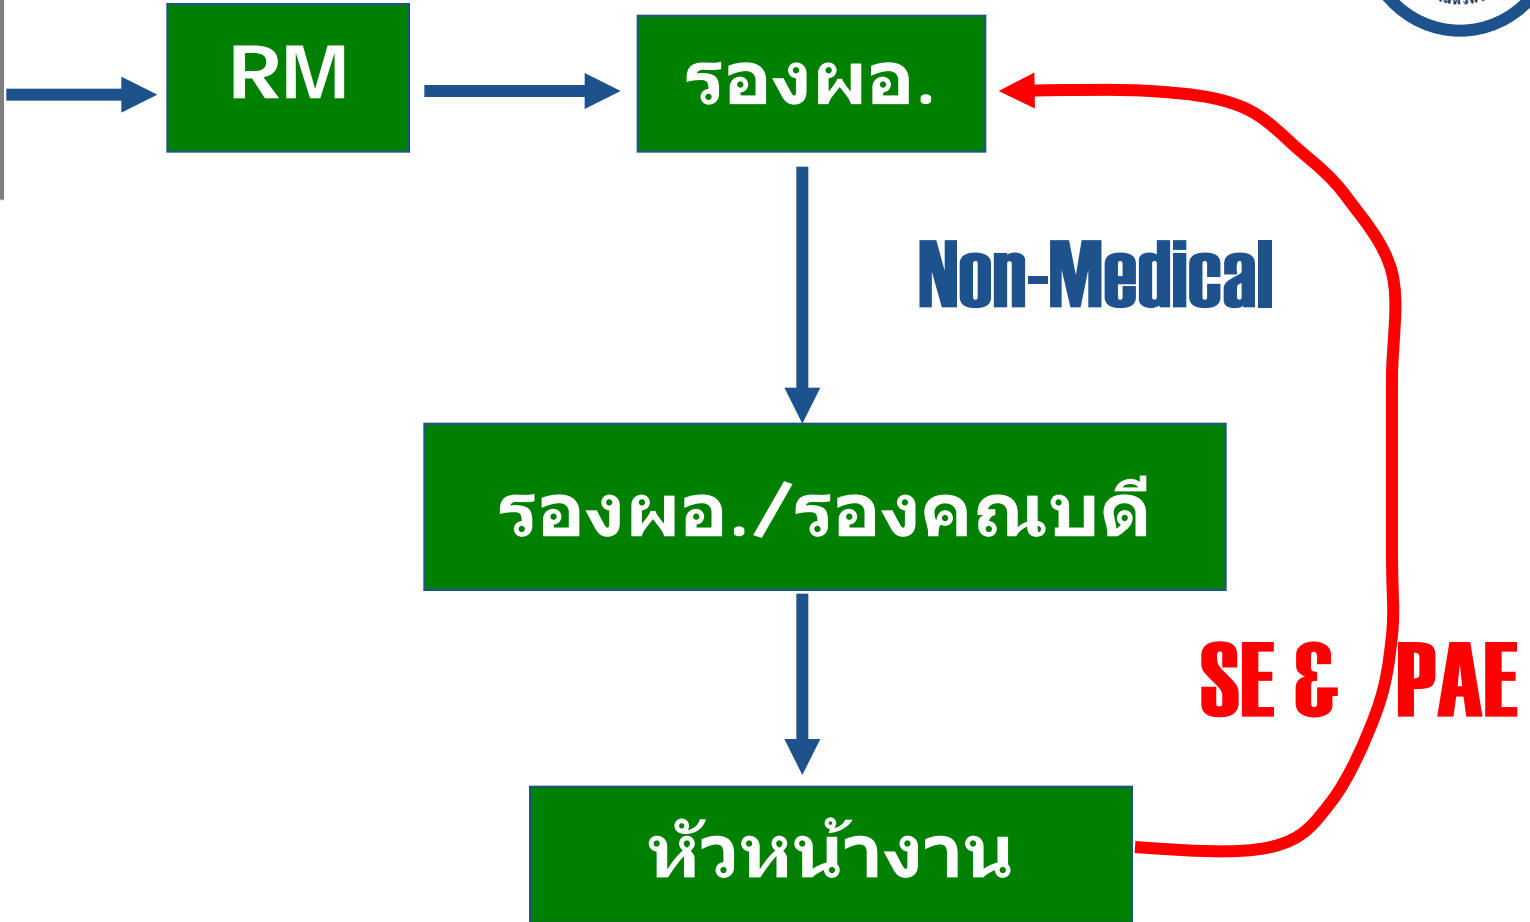 RM
รองผอ.
Non-Medical
รองผอ./รองคณบดี
SE & PAE
หัวหน้างาน